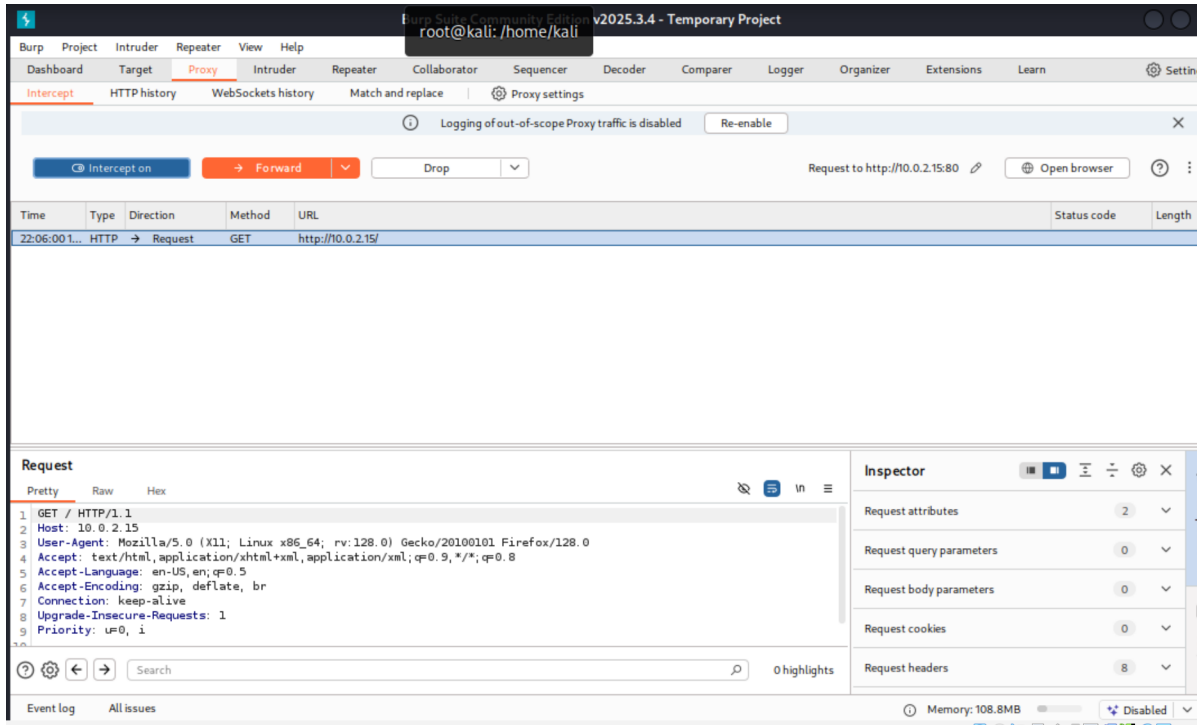 Burp Suite Community Edition v2025.3.4 - Temporary Project
root@kali: /home/kali
Burp Project Intruder Repeater View Help
Dashboard Target Proxy Intruder Repeater Collaborator Sequencer Decoder Comparer Logger Organizer Extensions Learn Settin
Intercept HTTP history WebSockets history Match and replace Proxy settings
Logging of out-of-scope Proxy traffic is disabled Re-enable
Intercept on Forward Drop Request to http://10.0.2.15:80 Open browser
Time Type Direction Method URL Status code Length
22:06:00 1... HTTP → Request GET http://10.0.2.15/
Request
Pretty Raw Hex \n
1 GET / HTTP/1.1
2 Host: 10.0.2.15
3 User-Agent: Mozilla/5.0 (X11; Linux x86_64; rv:128.0) Gecko/20100101 Firefox/128.0
4 Accept: text/html,application/xhtml+xml,application/xml;q=0.9,*/*;q=0.8
5 Accept-Language: en-US,en;q=0.5
6 Accept-Encoding: gzip, deflate, br
7 Connection: keep-alive
8 Upgrade-Insecure-Requests: 1
9 Priority: u=0, i
10
Search 0 highlights
Inspector
Request attributes 2
Request query parameters 0
Request body parameters 0
Request cookies 0
Request headers 8
Event log All issues Memory: 108.8MB Disabled